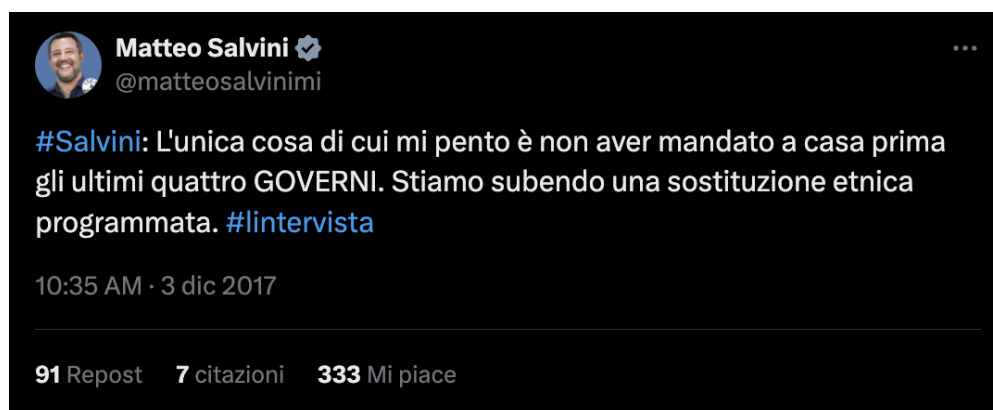 Matteo Salvini
@matteosalvinimi
#Salvini: L'unica cosa di cui mi pento è non aver mandato a casa prima
gli ultimi quattro GOVERNI. Stiamo subendo una sostituzione etnica
programmata. #lintervista
10:35 AM · 3 dic 2017
91 Repost 7 citazioni 333 Mi piace